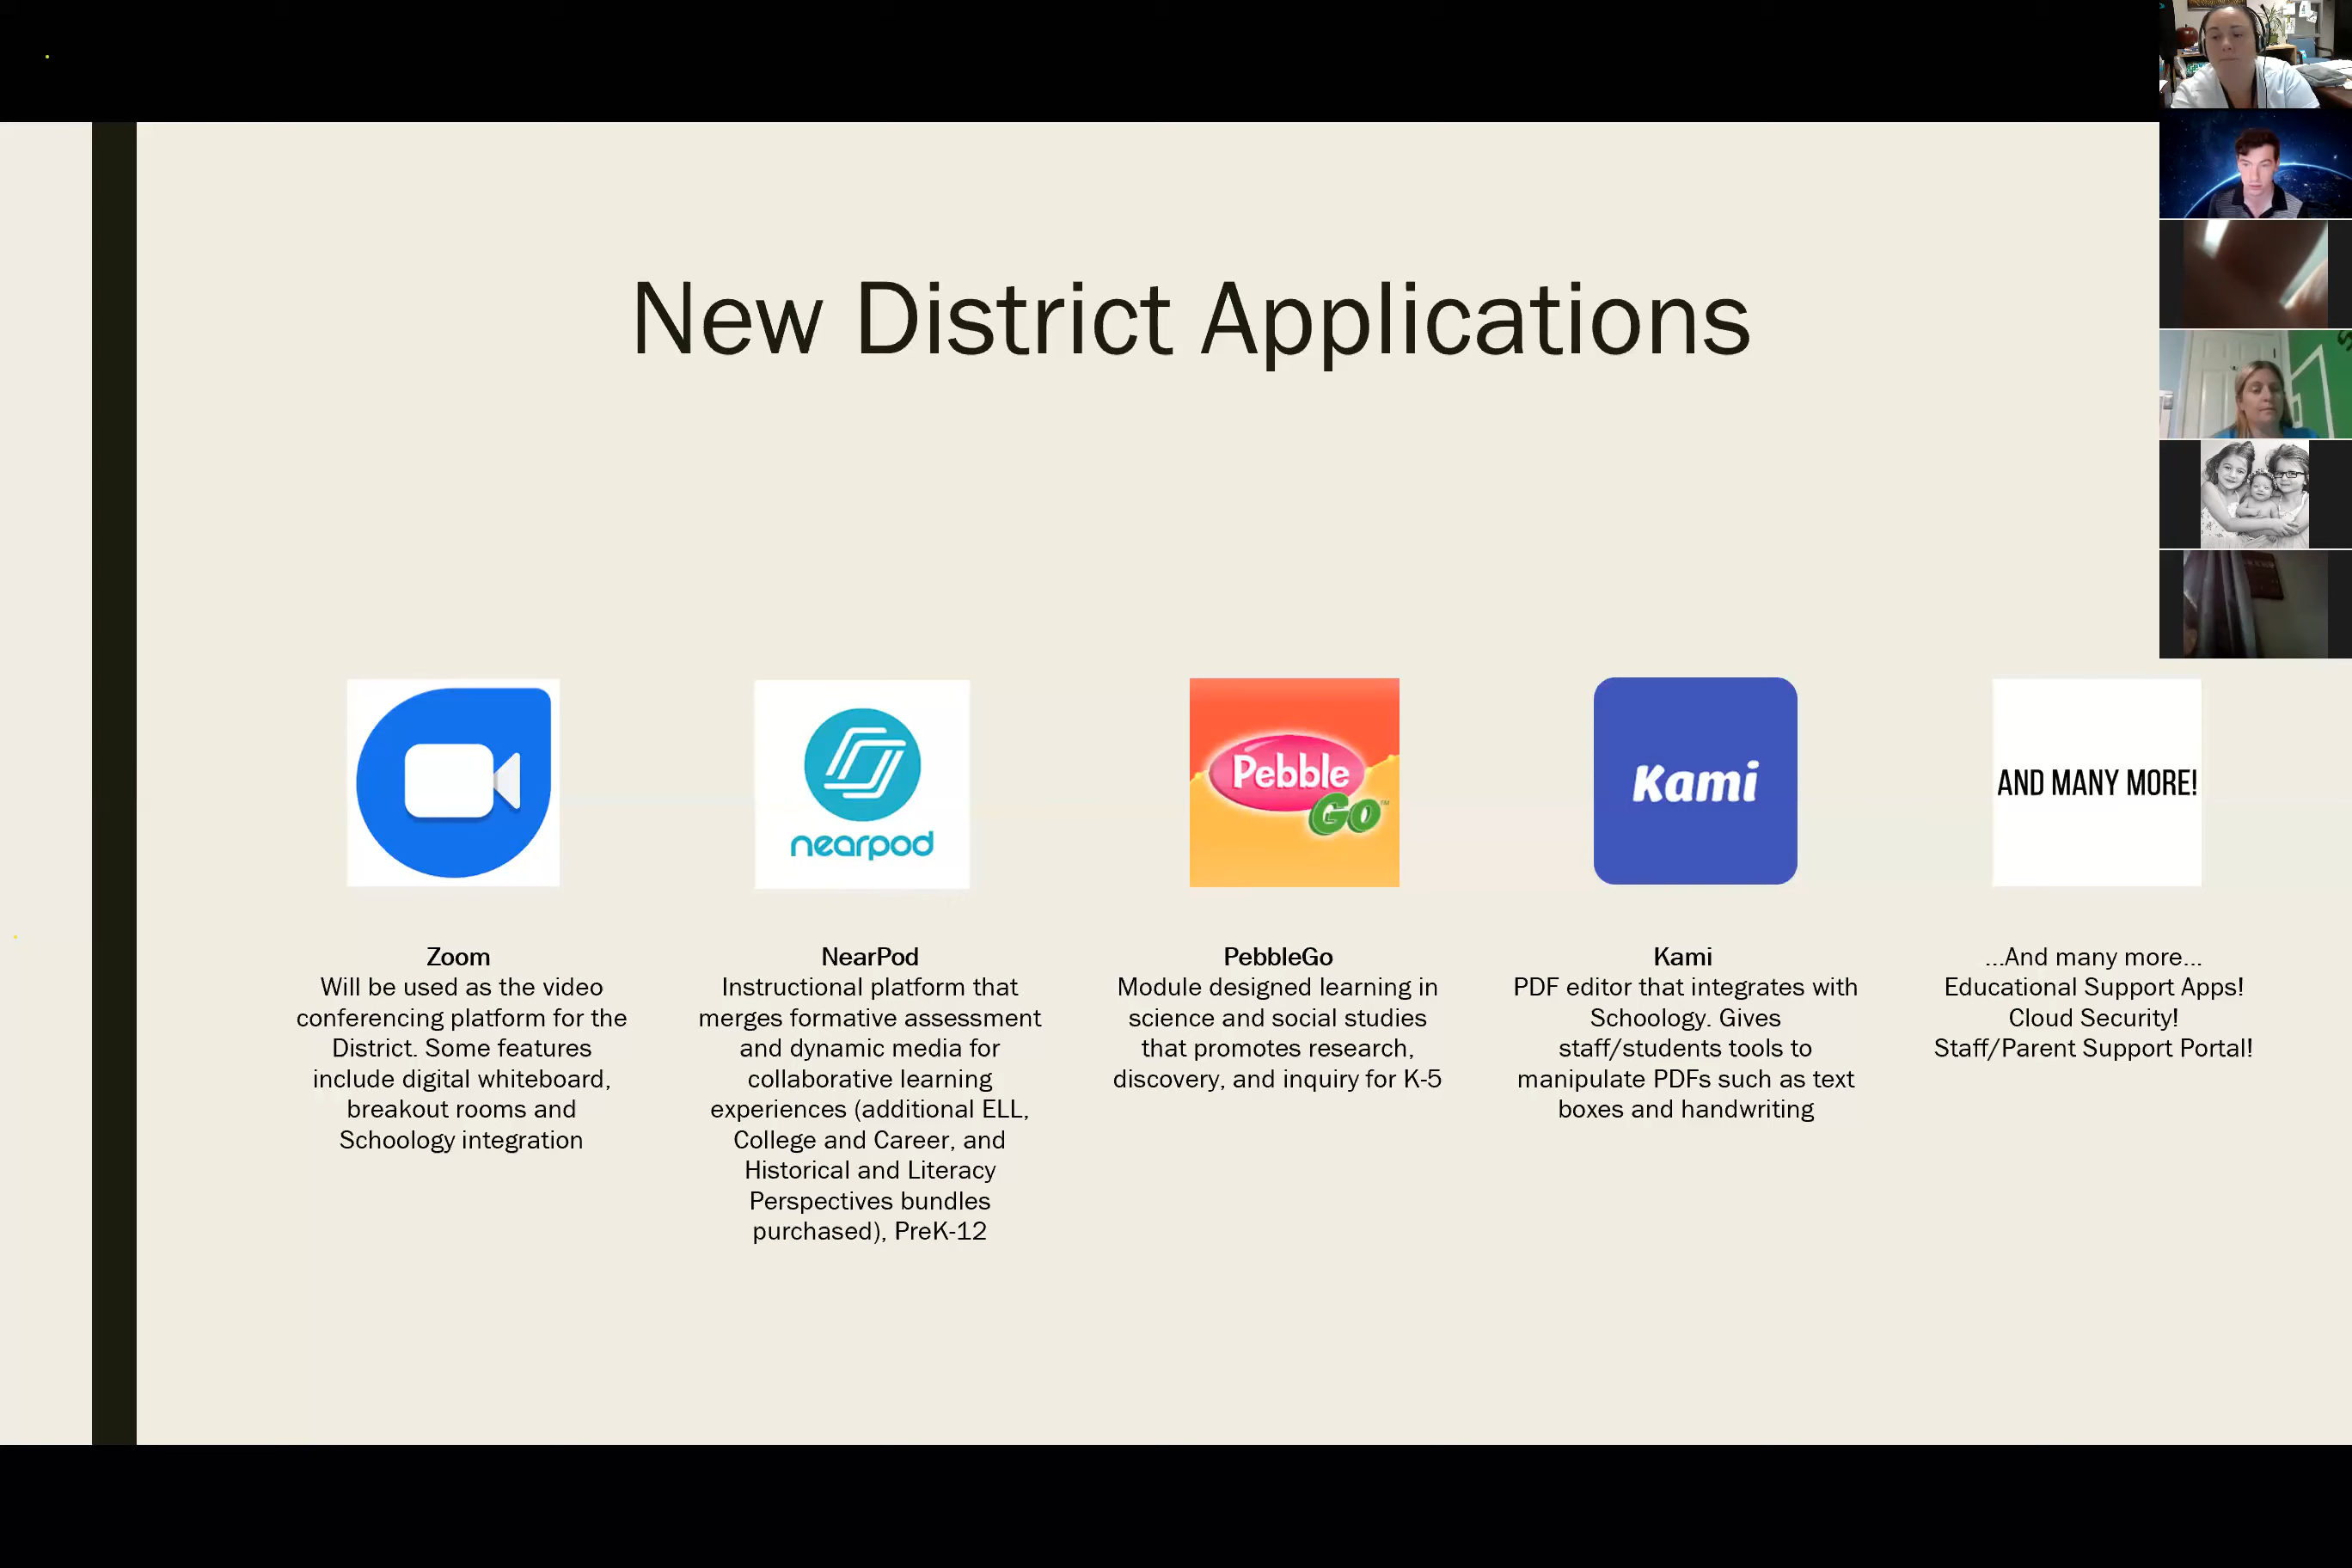 New District Applications
nearpod
Pebble
Go™
Kami
AND MANY MORE!
Zoom
Will be used as the video
conferencing platform for the
District. Some features
include digital whiteboard,
breakout rooms and
Schoology integration
NearPod
Instructional platform that
merges formative assessment
and dynamic media for
collaborative learning
experiences (additional ELL,
College and Career, and
Historical and Literacy
Perspectives bundles
purchased), PreK-12
PebbleGo
Module designed learning in
science and social studies
that promotes research,
discovery, and inquiry for K-5
Kami
PDF editor that integrates with
Schoology. Gives
staff/students tools to
manipulate PDFs such as text
boxes and handwriting
...And many more...
Educational Support Apps!
Cloud Security!
Staff/Parent Support Portal!